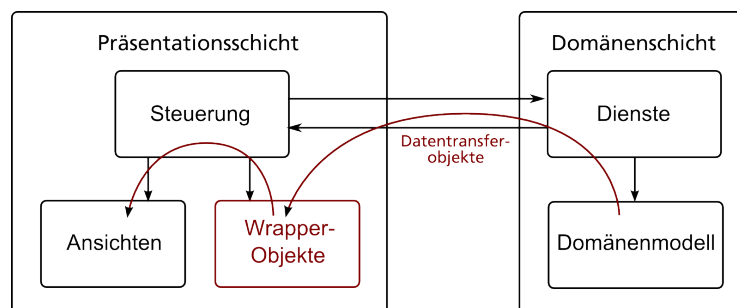 Präsentationsschicht
Domänenschicht
Steuerung
Dienste
Datentransfer-
objekte
Ansichten
Wrapper-
Objekte
Domänenmodell